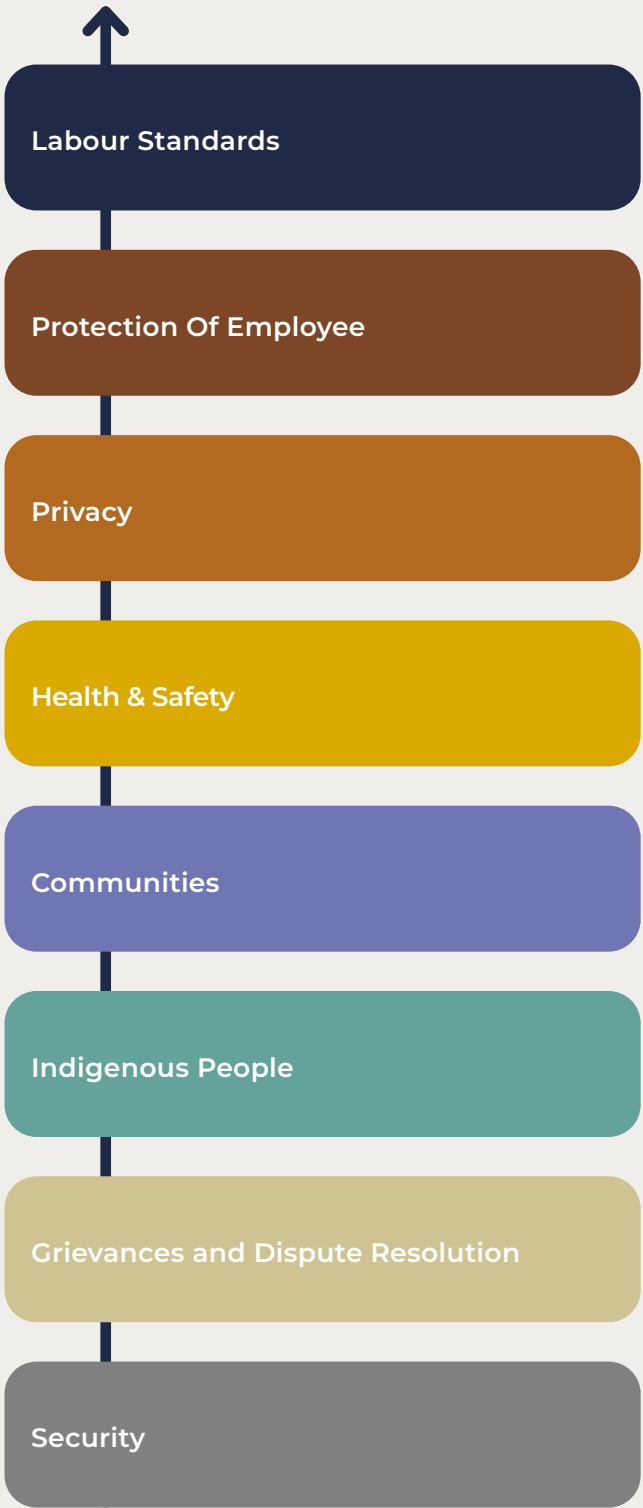 Labour Standards
Protection Of Employee
Privacy
Health & Safety
Communities
Indigenous People
Grievances and Dispute Resolution
Security